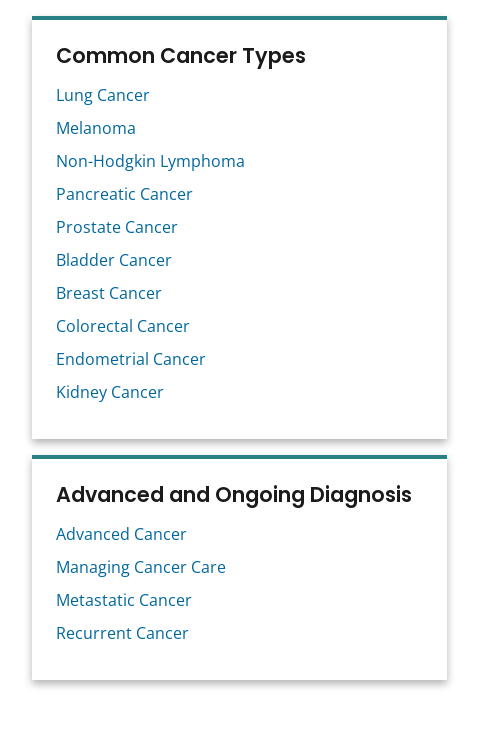 Common Cancer Types
Lung Cancer
Melanoma
Non-Hodgkin Lymphoma
Pancreatic Cancer
Prostate Cancer
Bladder Cancer
Breast Cancer
Colorectal Cancer
Endometrial Cancer
Kidney Cancer
Advanced and Ongoing Diagnosis
Advanced Cancer
Managing Cancer Care
Metastatic Cancer
Recurrent Cancer